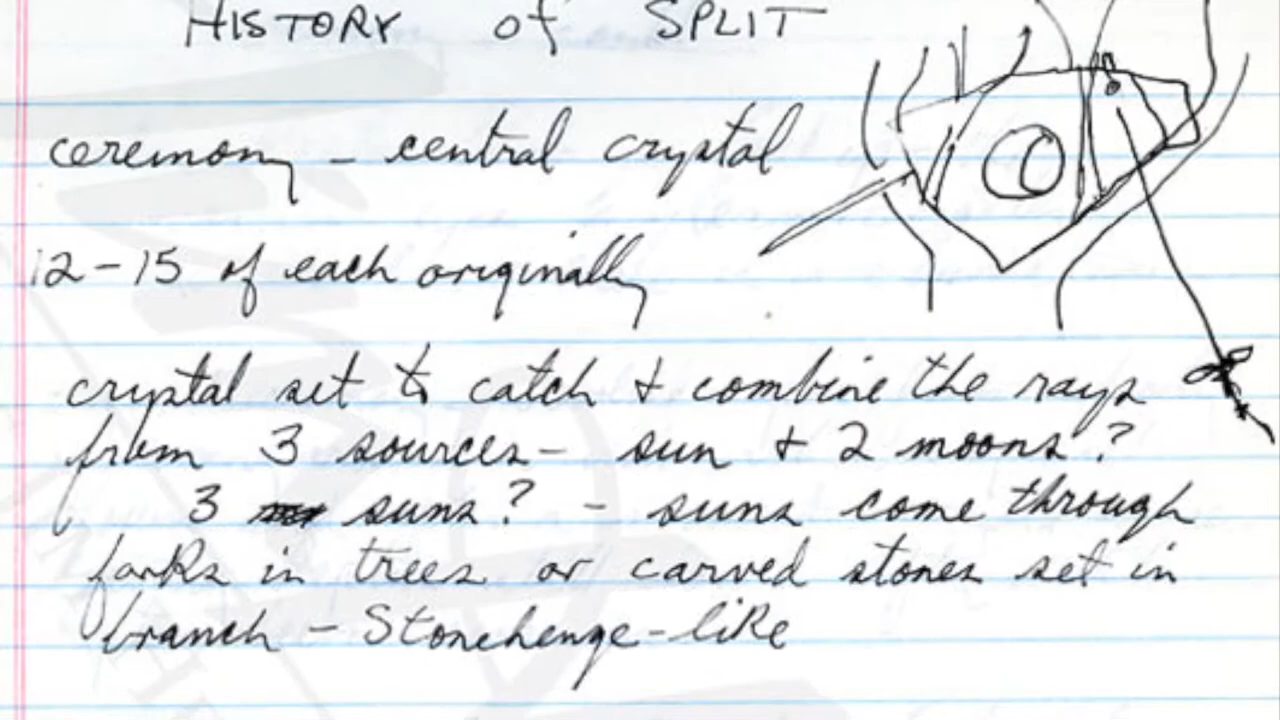 HISTORY of SPLIT
ceremony - central crystal
12-15 of each originally
crystal set to catch & combine the rays
from 3 sources - sun & 2 moons?
3 suns? - suns come through
forks in trees or carved stones set in
branch - Stonehenge-like